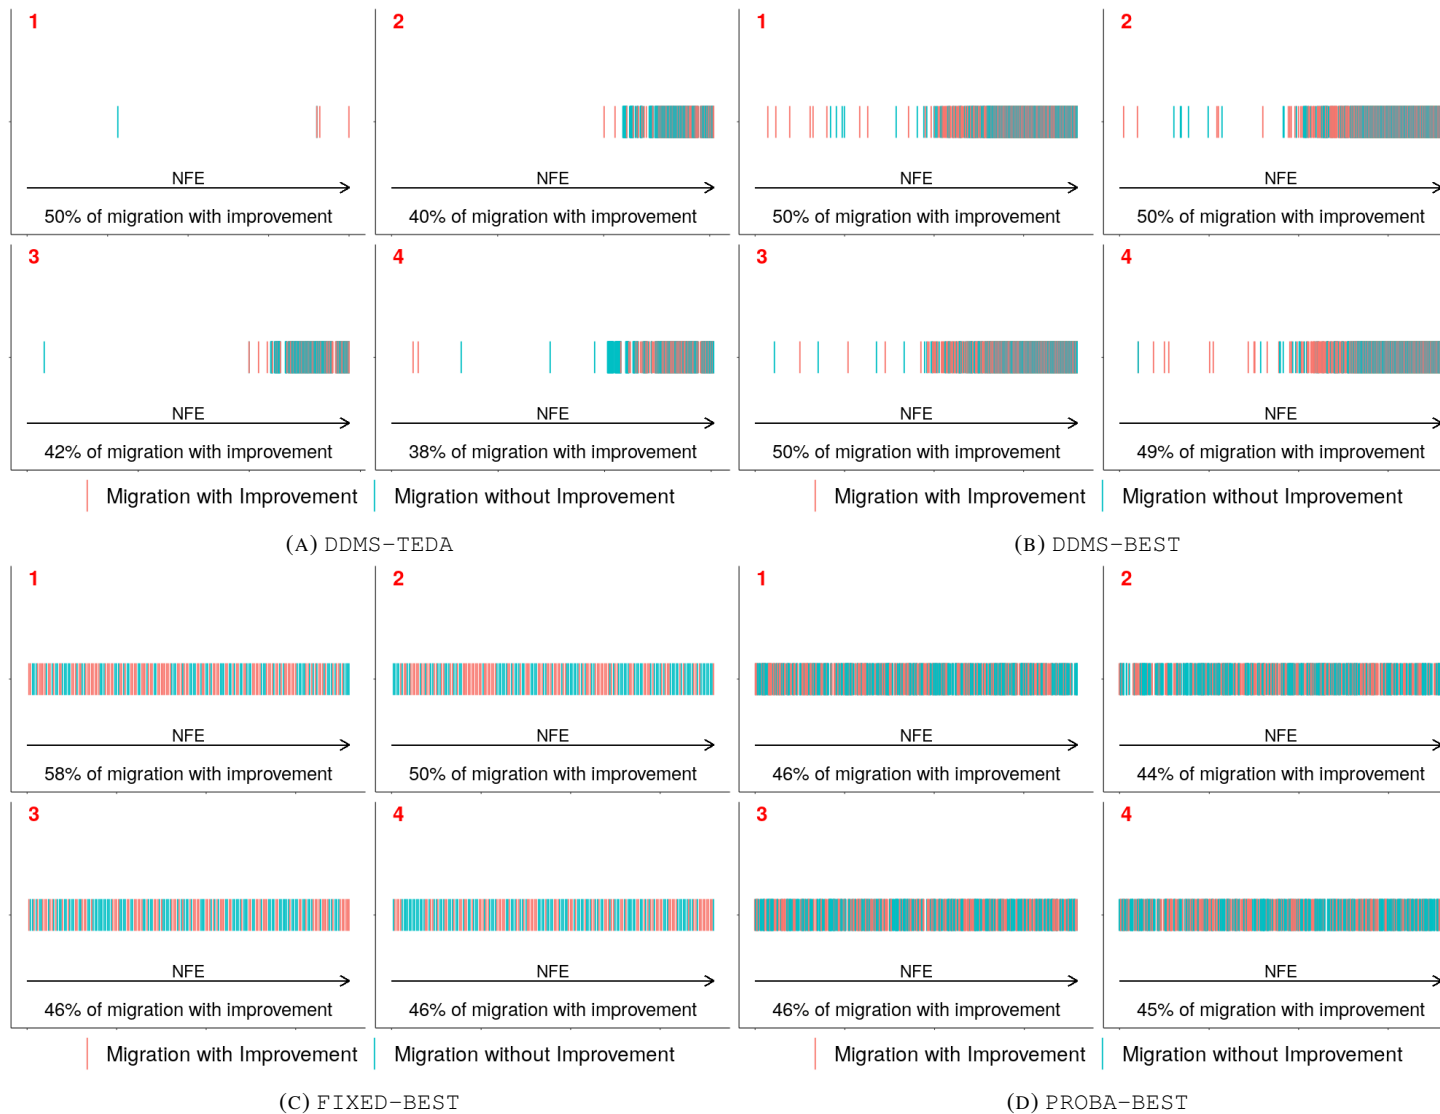 1
2
1
2
NFE
NFE
NFE
NFE
50% of migration with improvement
40% of migration with improvement
50% of migration with improvement
50% of migration with improvement
3
4
3
4
NFE
NFE
NFE
NFE
42% of migration with improvement
38% of migration with improvement
50% of migration with improvement
49% of migration with improvement
Migration with Improvement
Migration without Improvement
Migration with Improvement
Migration without Improvement
(A) DDMS-TEDA
(B) DDMS-BEST
1
2
1
2
NFE
NFE
NFE
NFE
58% of migration with improvement
50% of migration with improvement
46% of migration with improvement
44% of migration with improvement
3
4
3
4
NFE
NFE
NFE
NFE
46% of migration with improvement
46% of migration with improvement
46% of migration with improvement
45% of migration with improvement
Migration with Improvement
Migration without Improvement
Migration with Improvement
Migration without Improvement
(C) FIXED-BEST
(D) PROBA-BEST